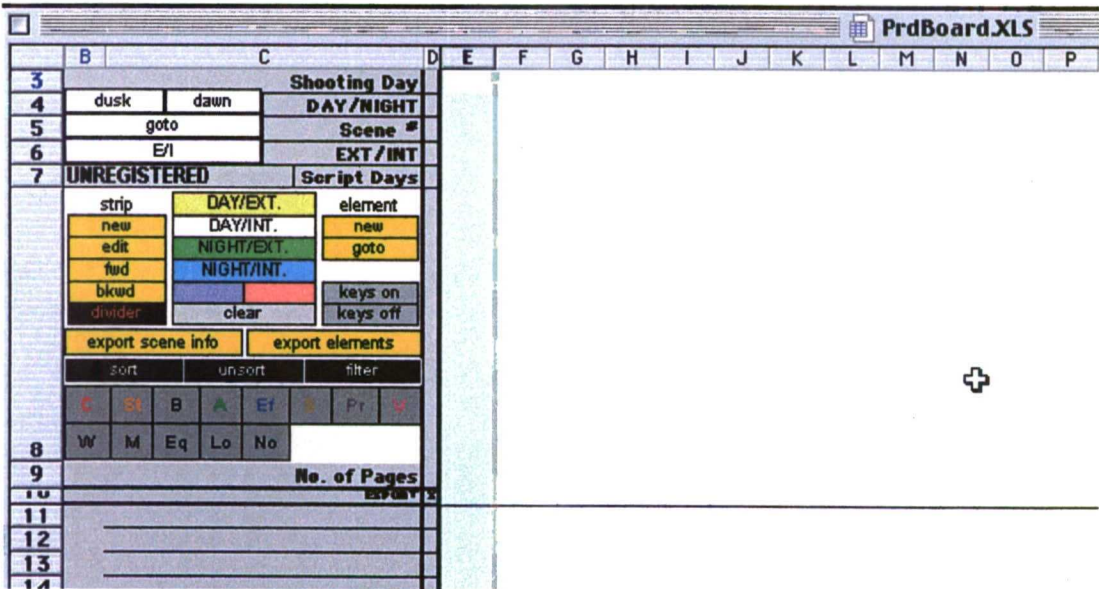 PrdBoard.XLS
B C D E F G H I J K L M N O P
3 Shooting Day
4 dusk dawn DAY/NIGHT
5 goto Scene #
6 E/I EXT/INT
7 UNREGISTERED Script Days
strip DAY/EXT. element
new DAY/INT. new
edit NIGHT/EXT. goto
fwd NIGHT/INT.
bkwd keys on
divider clear keys off
export scene info export elements
sort unsort filter
C St B A Ef Pr V
8 W M Eq Lo No
9 No. of Pages
10 EXPORT X
11
12
13
14